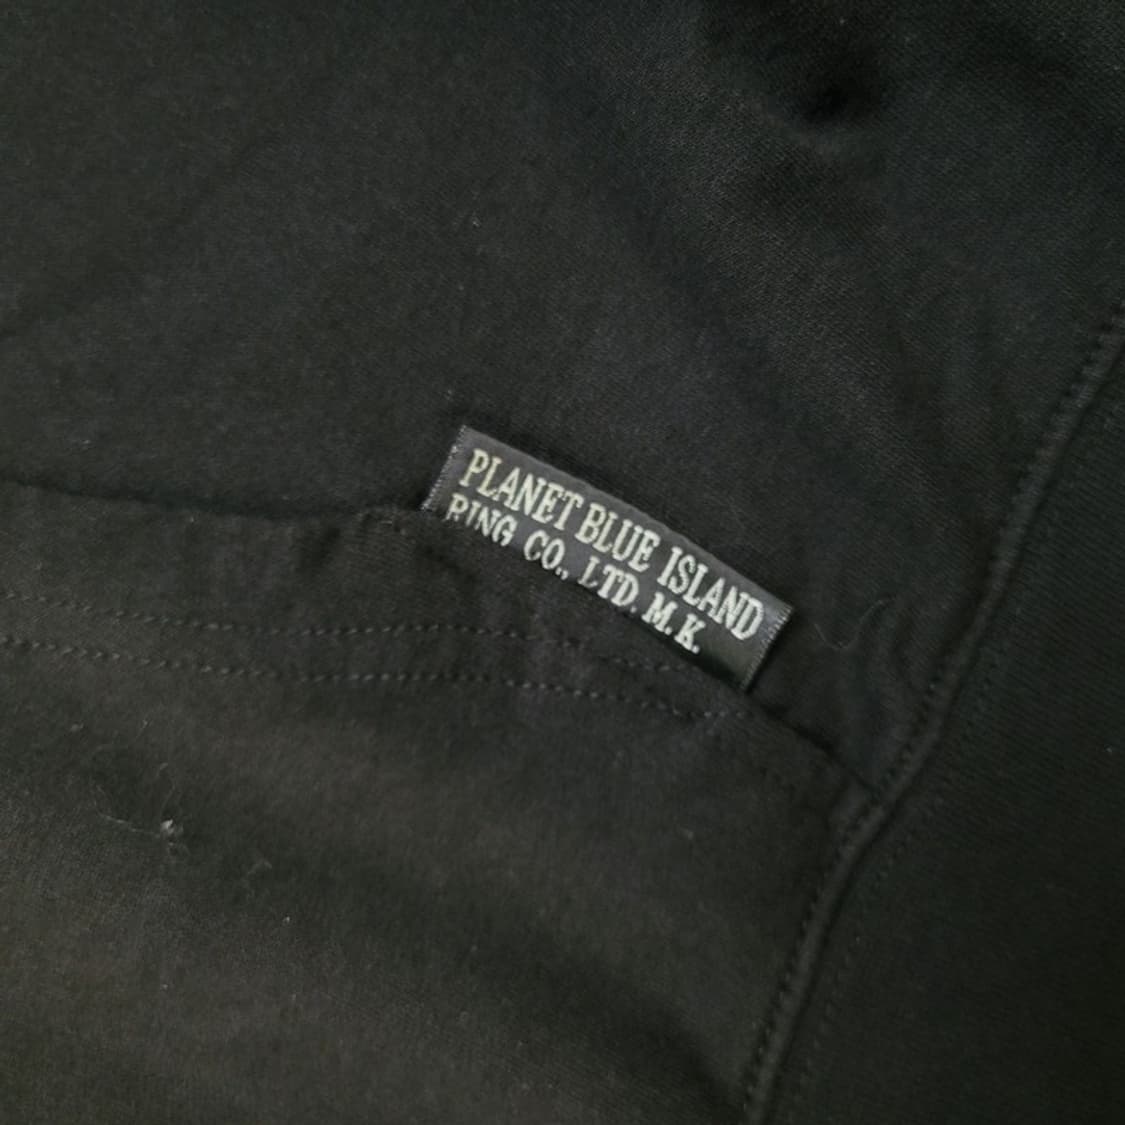 PLANET BLUE ISLAND
RING CO., LTD. M.K.